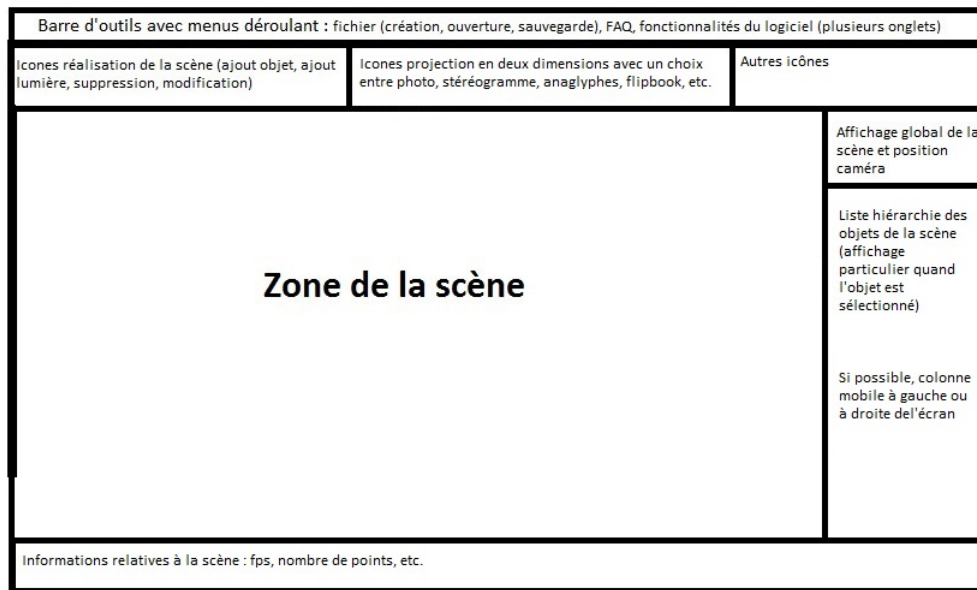 Barre d'outils avec menus déroulant : fichier (création, ouverture, sauvegarde), FAQ, fonctionnalités du logiciel (plusieurs onglets)
Icones réalisation de la scène (ajout objet, ajout
lumière, suppression, modification)
Icones projection en deux dimensions avec un choix
entre photo, stéréogramme, anaglyphes, flipbook, etc.
Autres icônes
Affichage global de la
scène et position
caméra
Zone de la scène
Liste hiérarchie des
objets de la scène
(affichage
particulier quand
l'objet est
sélectionné)
Si possible, colonne
mobile à gauche ou
à droite del'écran
Informations relatives à la scène : fps, nombre de points, etc.